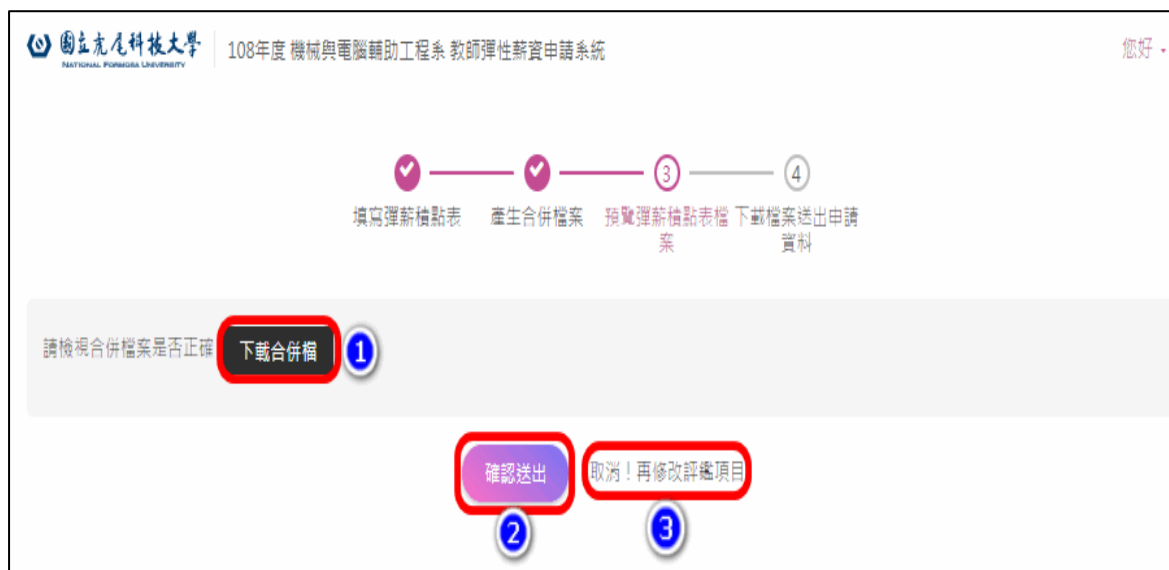 國立虎尾科技大學
NATIONAL FORMOSA UNIVERSITY
108年度 機械與電腦輔助工程系 教師彈性薪資申請系統
您好
3
4
填寫彈薪積點表
產生合併檔案
預覽彈薪積點表檔
案
下載檔案送出申請
資料
請檢視合併檔案是否正確
下載合併檔
1
確認送出
取消！再修改評鑑項目
2
3